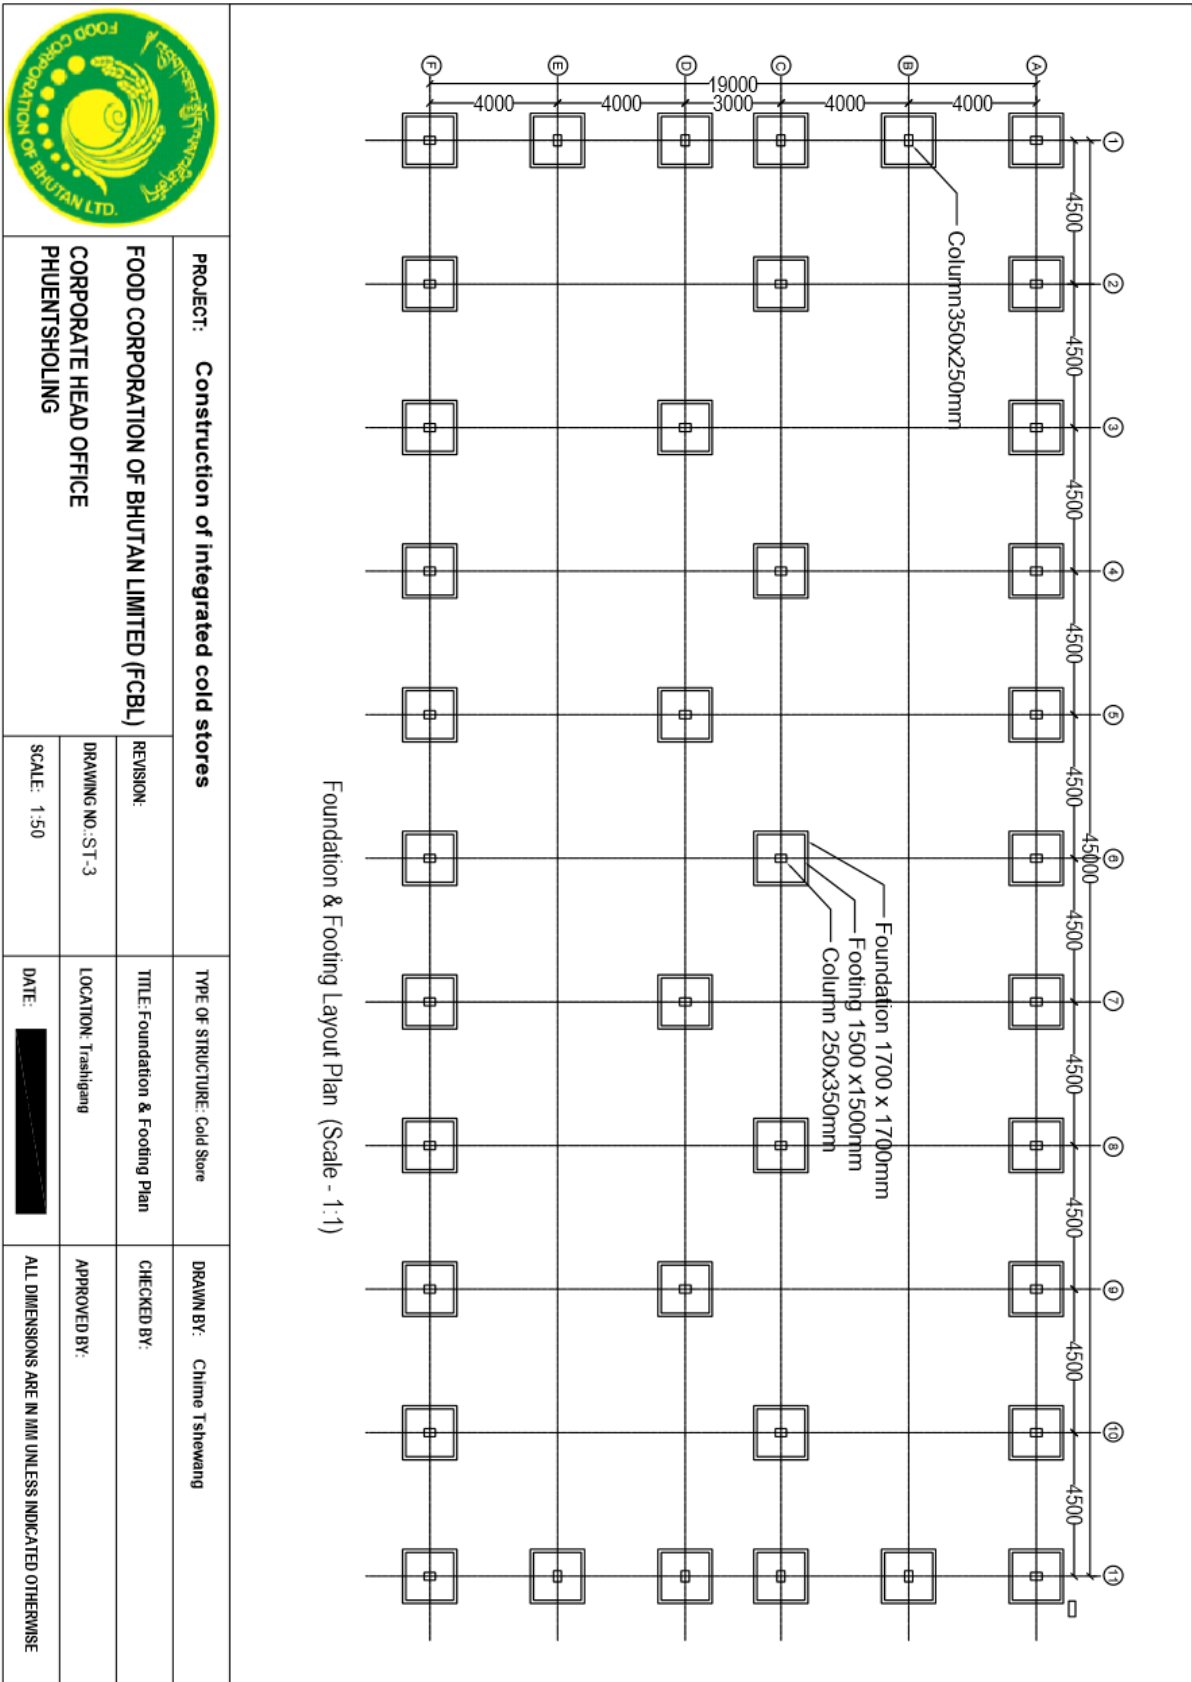 A
B
C
D
E
F
19000
4000
4000
3000
4000
4000
1
2
3
4
5
6
7
8
9
10
11
4500
4500
4500
4500
4500
4500
4500
4500
4500
4500
45000
Column350x250mm
Foundation 1700 x 1700mm
Footing 1500 x1500mm
Column 250x350mm
Foundation & Footing Layout Plan (Scale - 1:1)
FOOD CORPORATION OF BHUTAN LTD.
PROJECT: Construction of integrated cold stores
FOOD CORPORATION OF BHUTAN LIMITED (FCBL)
CORPORATE HEAD OFFICE
PHUENTSHOLING
REVISION:
DRAWING NO.:ST-3
SCALE: 1:50
TYPE OF STRUCTURE: Cold Store
TITLE: Foundation & Footing Plan
LOCATION: Trashigang
DATE:
DRAWN BY: Chime Tshewang
CHECKED BY:
APPROVED BY:
ALL DIMENSIONS ARE IN MM UNLESS INDICATED OTHERWISE